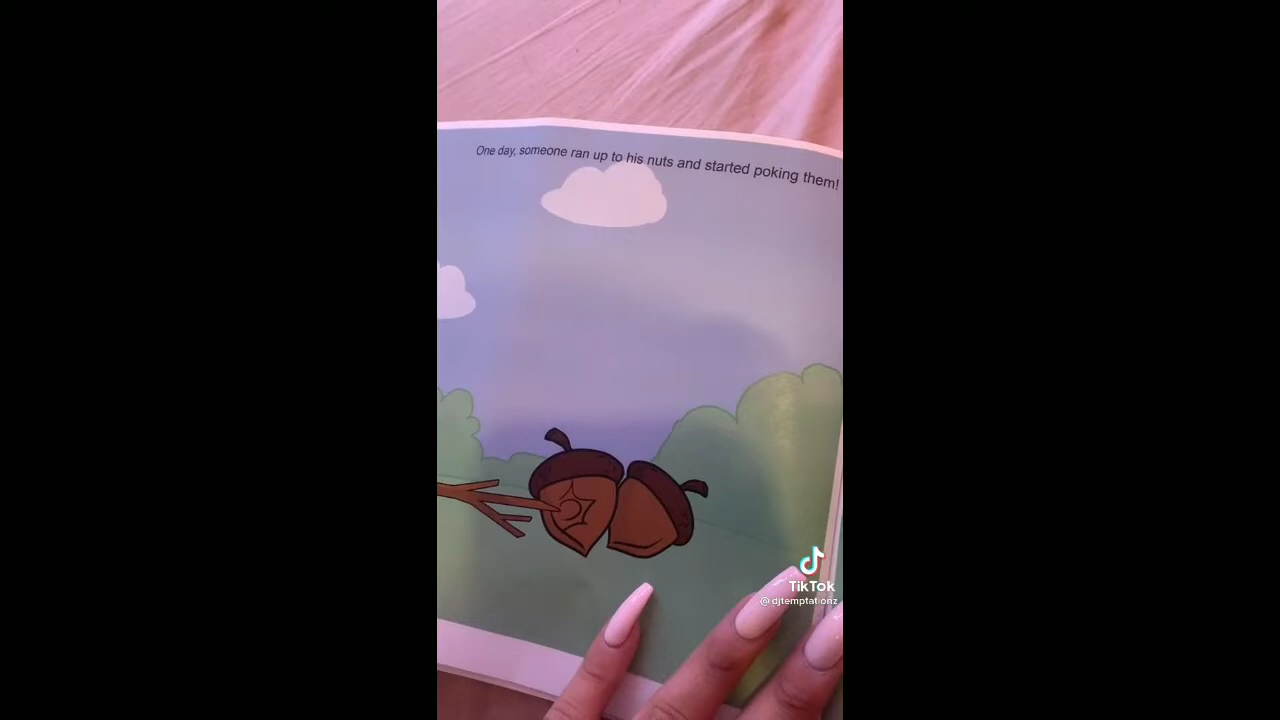 One day, someone ran up to his nuts and started poking them!
TikTok
@djtemptationz